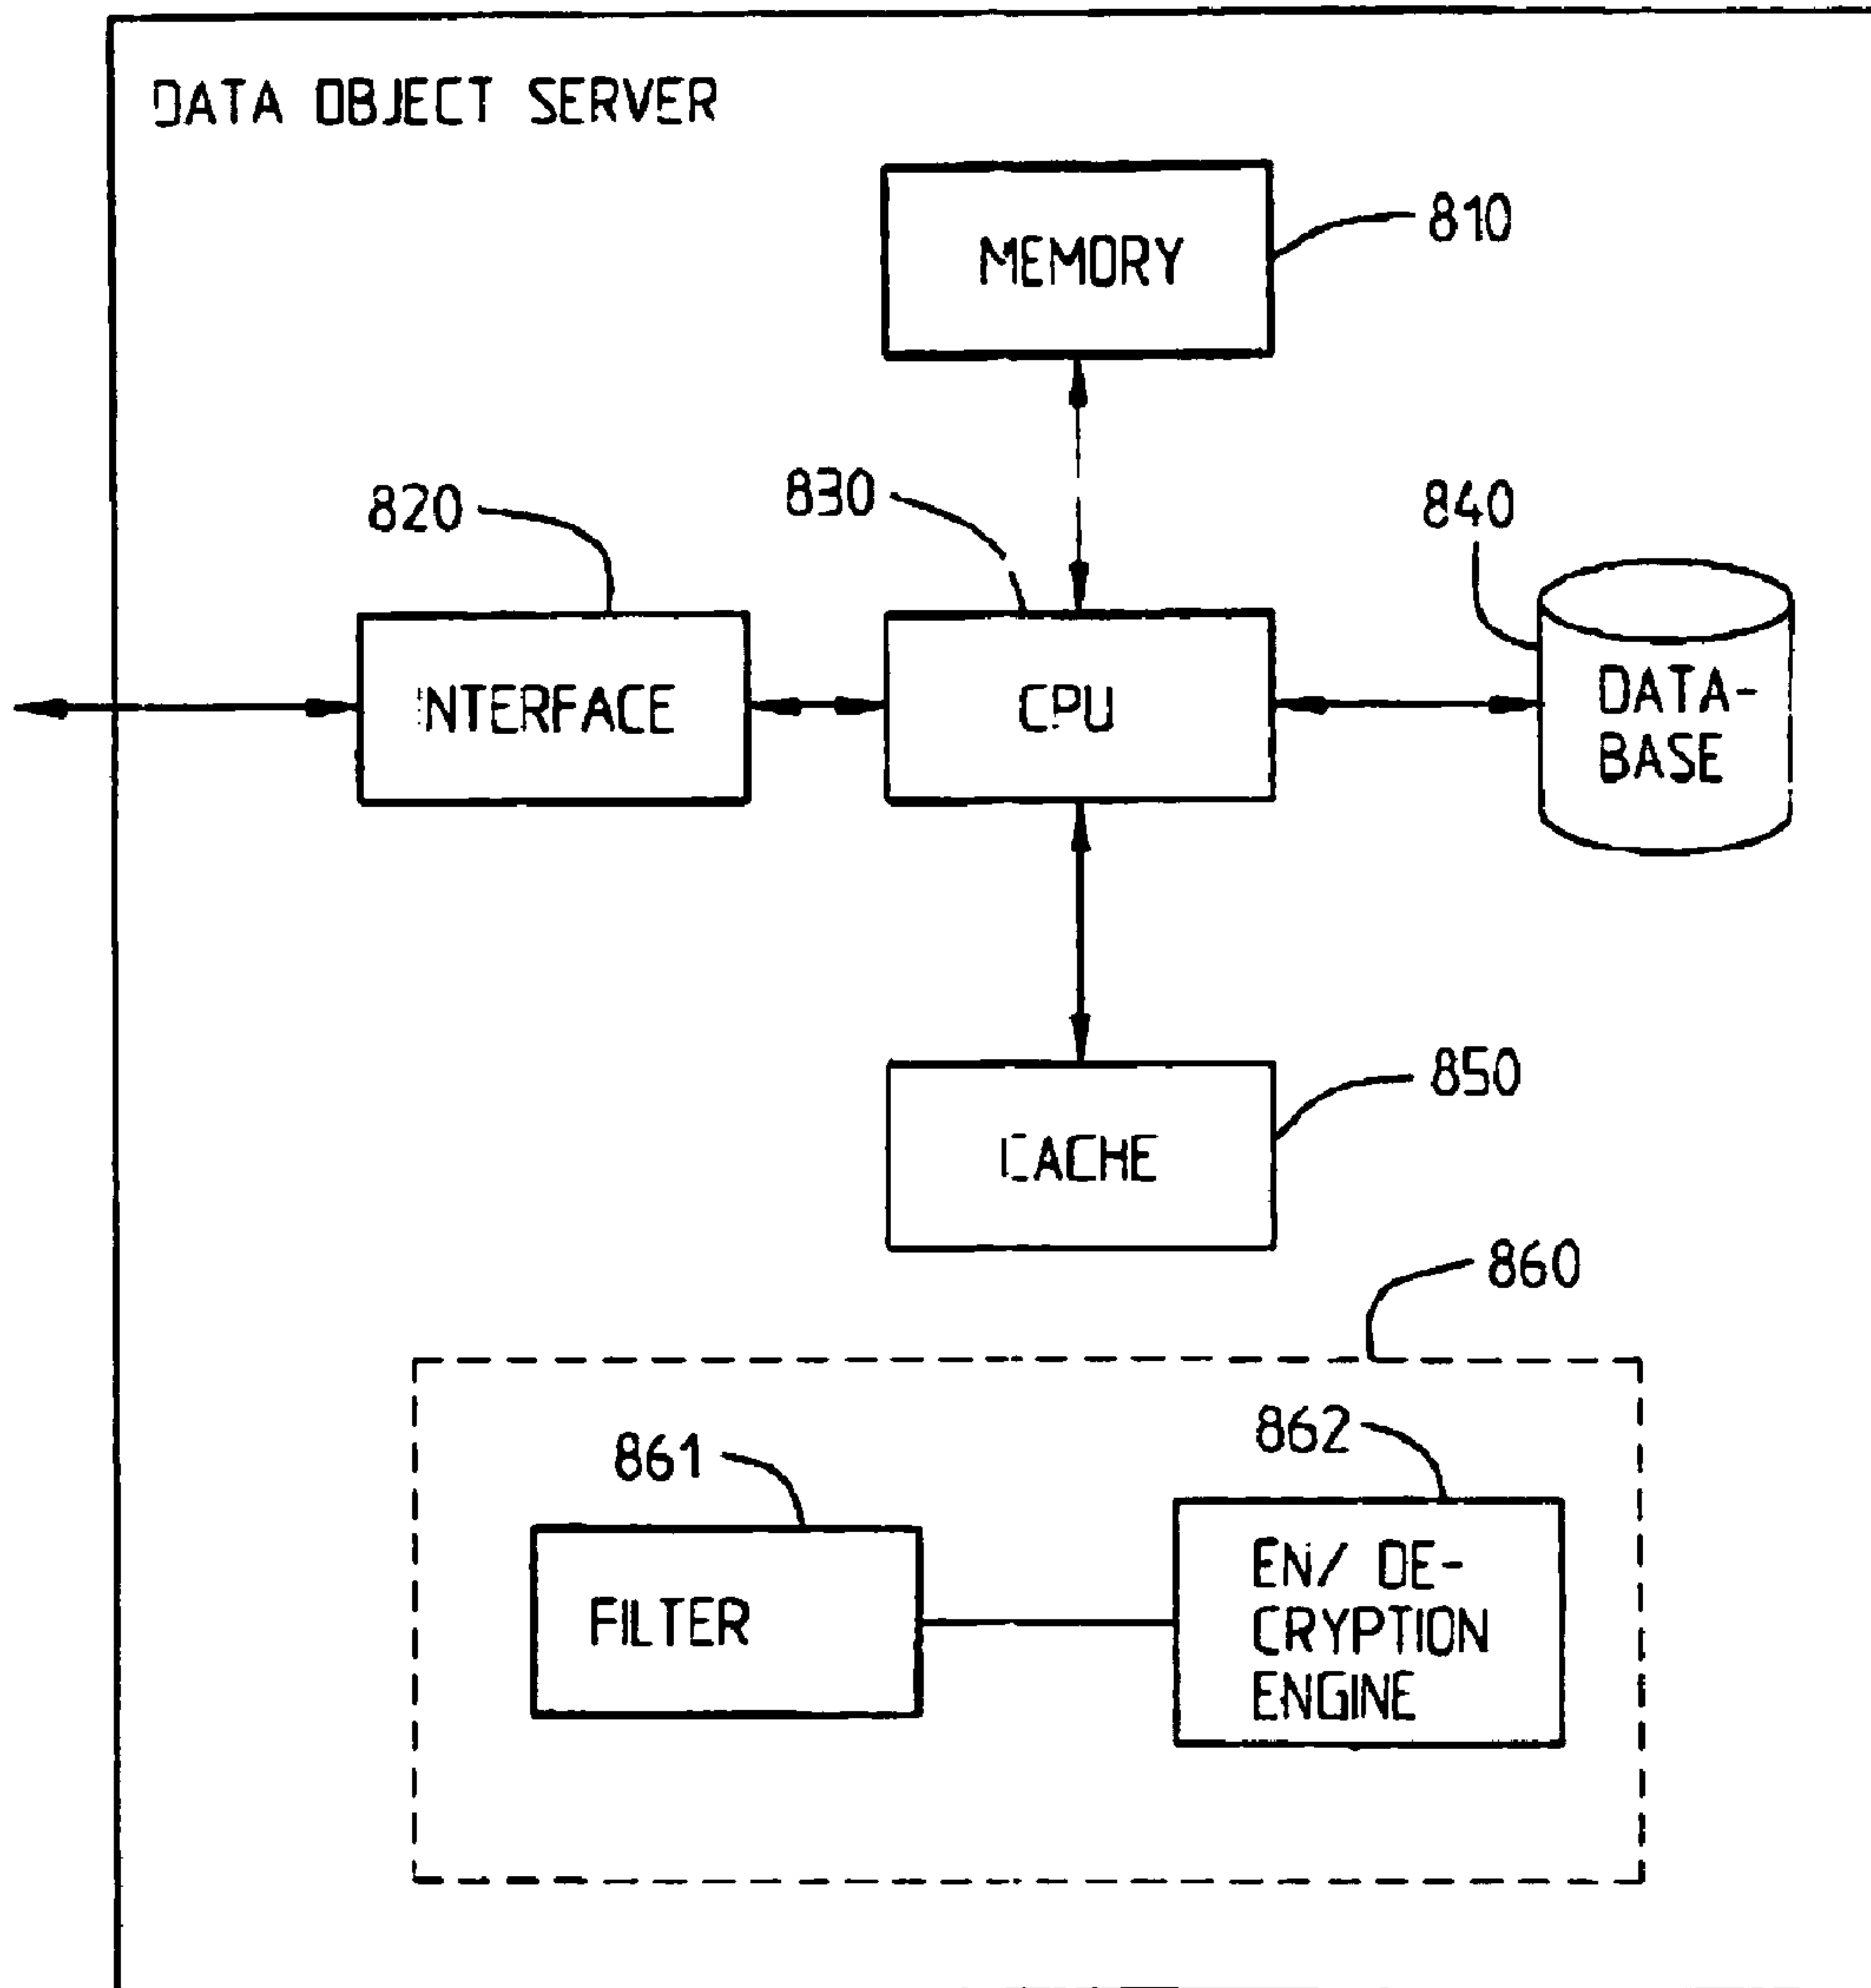 DATA OBJECT SERVER
810
MEMORY
820
830
840
INTERFACE
CPU
DATA-
BASE
850
CACHE
860
861
862
FILTER
EN/ DE-
CRYPTION
ENGINE